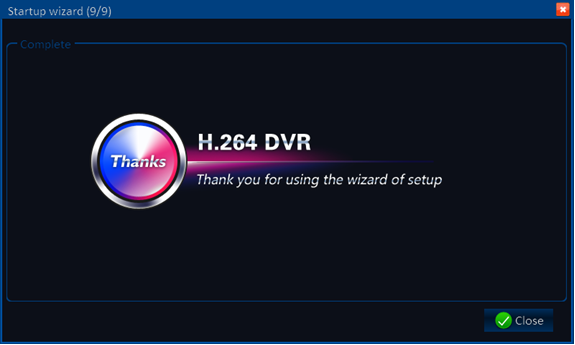 Startup wizard (9/9)
Complete
Thanks
H.264 DVR
Thank you for using the wizard of setup
Close